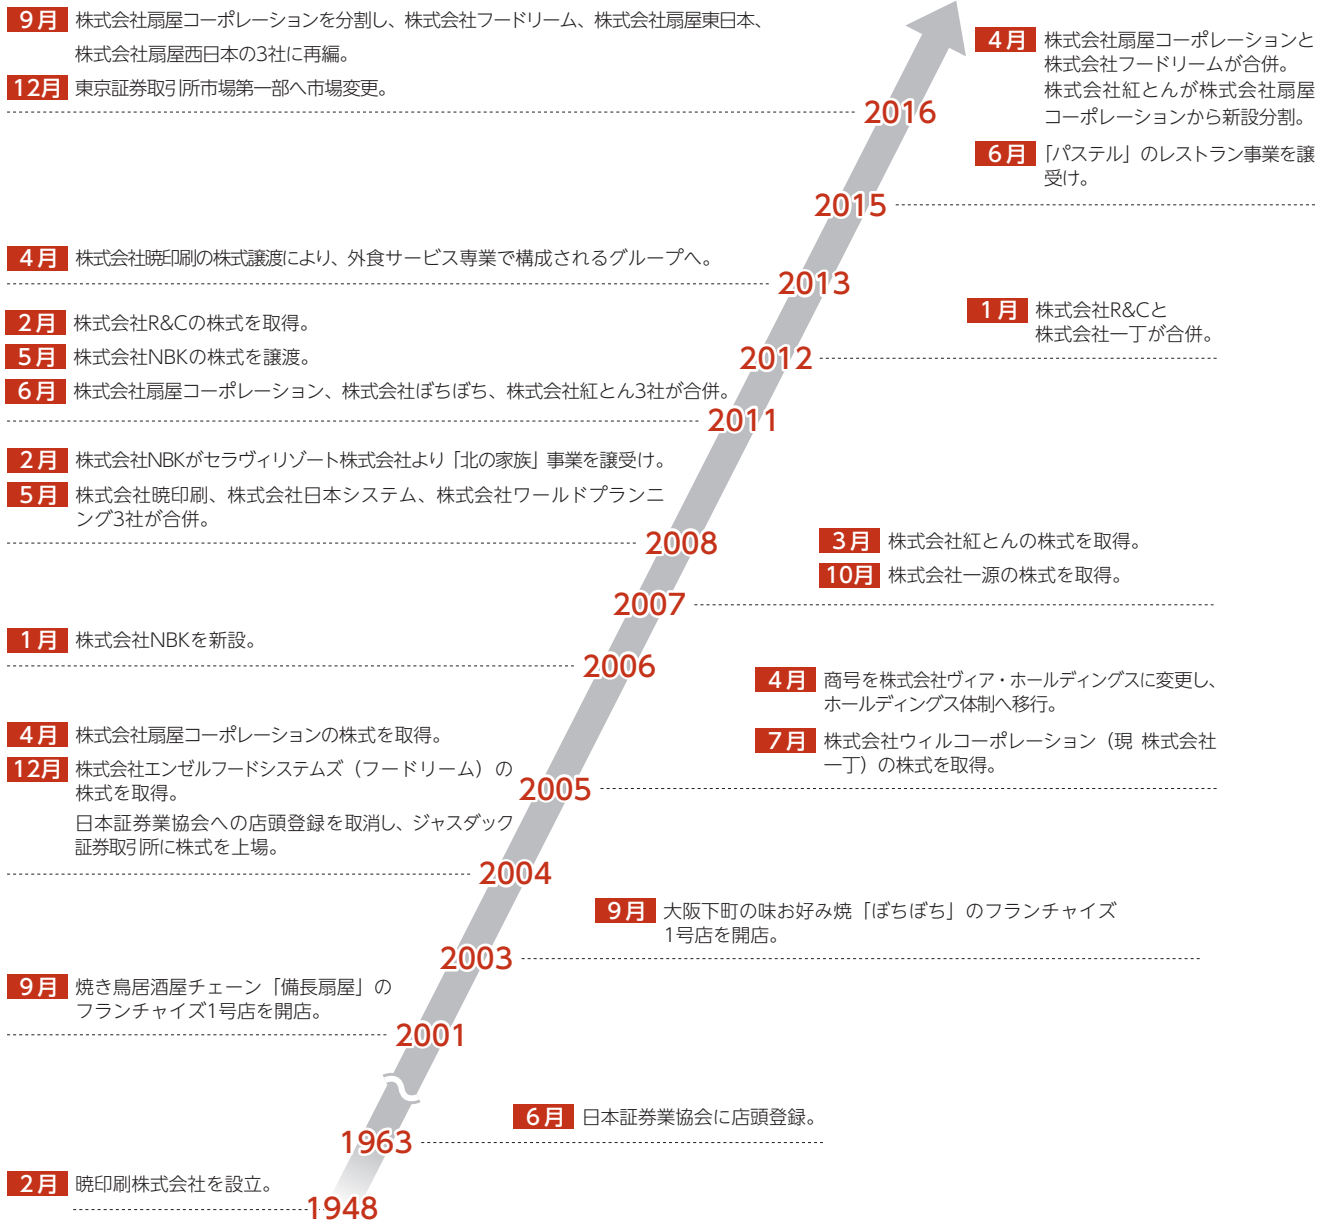 9月 株式会社扇屋コーポレーションを分割し、株式会社フードリーム、株式会社扇屋東日本、
株式会社扇屋西日本の3社に再編。
12月 東京証券取引所市場第一部へ市場変更。
2016
4月 株式会社扇屋コーポレーションと
株式会社フードリームが合併。
株式会社紅とんが株式会社扇屋
コーポレーションから新設分割。
6月 「パステル」のレストラン事業を譲
受け。
2015
4月 株式会社暁印刷の株式譲渡により、外食サービス専業で構成されるグループへ。
2013
1月 株式会社R&Cと
株式会社一丁が合併。
2012
2月 株式会社R&Cの株式を取得。
5月 株式会社NBKの株式を譲渡。
6月 株式会社扇屋コーポレーション、株式会社ぼちぼち、株式会社紅とん3社が合併。
2011
2月 株式会社NBKがセラヴィリゾート株式会社より「北の家族」事業を譲受け。
5月 株式会社暁印刷、株式会社日本システム、株式会社ワールドプランニ
ング3社が合併。
2008
3月 株式会社紅とんの株式を取得。
10月 株式会社一源の株式を取得。
2007
1月 株式会社NBKを新設。
2006
4月 商号を株式会社ヴィア・ホールディングスに変更し、
ホールディングス体制へ移行。
7月 株式会社ウィルコーポレーション（現 株式会社
一丁）の株式を取得。
2005
4月 株式会社扇屋コーポレーションの株式を取得。
12月 株式会社エンゼルフードシステムズ（フードリーム）の
株式を取得。
日本証券業協会への店頭登録を取消し、ジャスダック
証券取引所に株式を上場。
2004
9月 大阪下町の味お好み焼「ぼちぼち」のフランチャイズ
1号店を開店。
2003
9月 焼き鳥居酒屋チェーン「備長扇屋」の
フランチャイズ1号店を開店。
2001
6月 日本証券業協会に店頭登録。
1963
2月 暁印刷株式会社を設立。
1948